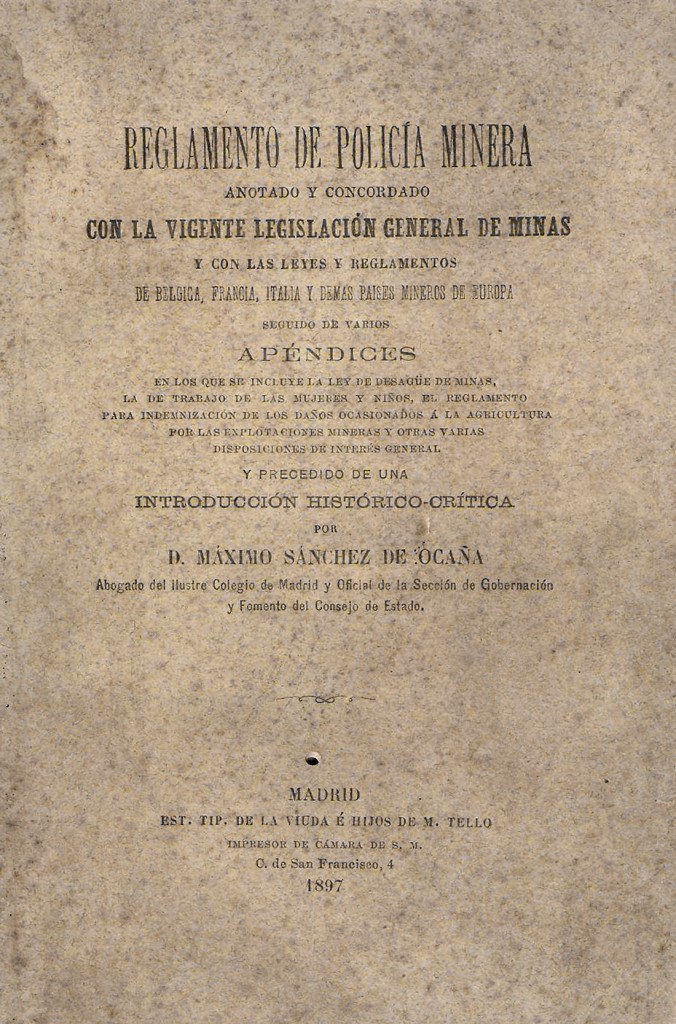 REGLAMENTO DE POLICÍA MINERA
ANOTADO Y CONCORDADO
CON LA VIGENTE LEGISLACIÓN GENERAL DE MINAS
Y CON LAS LEYES Y REGLAMENTOS
DE BELGICA, FRANCIA, ITALIA Y DEMAS PAISES MINEROS DE EUROPA
SEGUIDO DE VARIOS
APÉNDICES
EN LOS QUE SE INCLUYE LA LEY DE DESAGÜE DE MINAS,
LA DE TRABAJO DE LAS MUJERES Y NIÑOS, EL REGLAMENTO
PARA INDEMNIZACIÓN DE LOS DAÑOS OCASIONADOS Á LA AGRICULTURA
POR LAS EXPLOTACIONES MINERAS Y OTRAS VARIAS
DISPOSICIONES DE INTERÉS GENERAL
Y PRECEDIDO DE UNA
INTRODUCCIÓN HISTÓRICO-CRÍTICA
POR
D. MÁXIMO SÁNCHEZ DE OCAÑA
Abogado del Ilustre Colegio de Madrid y Oficial de la Sección de Gobernación
y Fomento del Consejo de Estado.
MADRID
EST. TIP. DE LA VIUDA É HIJOS DE M. TELLO
IMPRESOR DE CÁMARA DE S. M.
C. de San Francisco, 4
1897